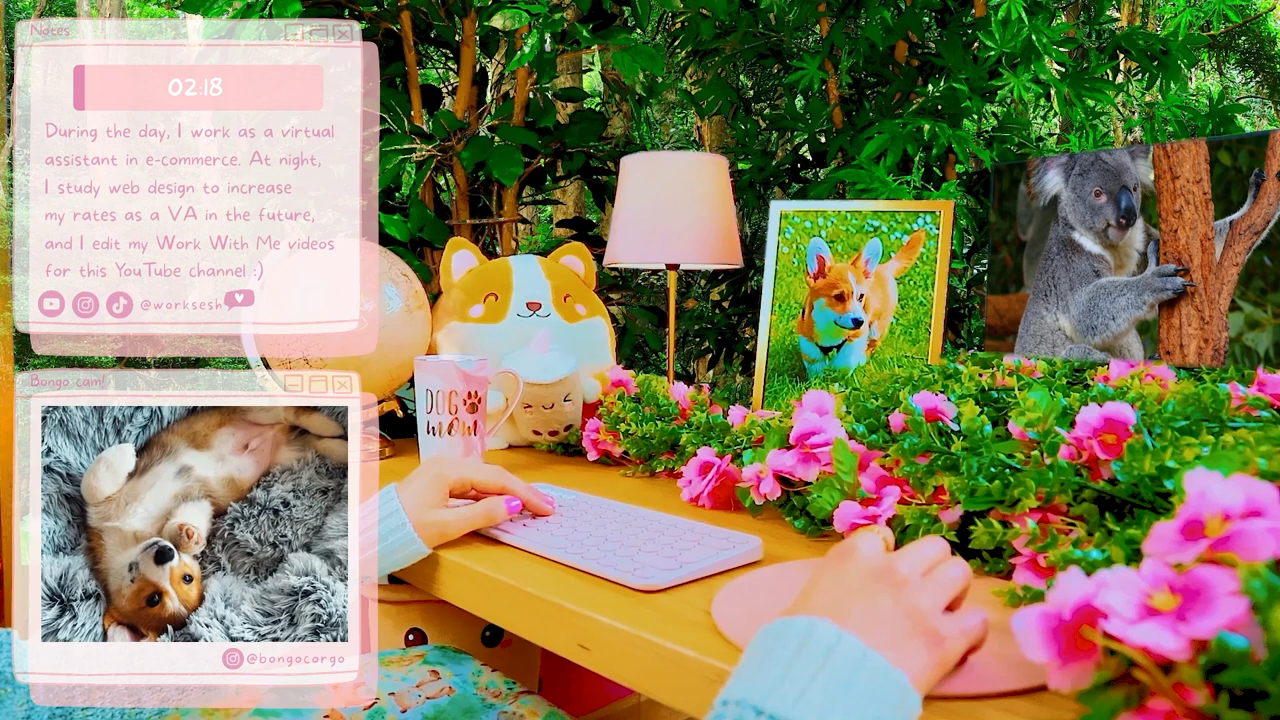 Notes
02:18
During the day, I work as a virtual
assistant in e-commerce. At night,
I study web design to increase
my rates as a VA in the future,
and I edit my Work With Me videos
for this YouTube channel :)
@worksesh
DOG
mom
Bongo cam!
@bongocorgo